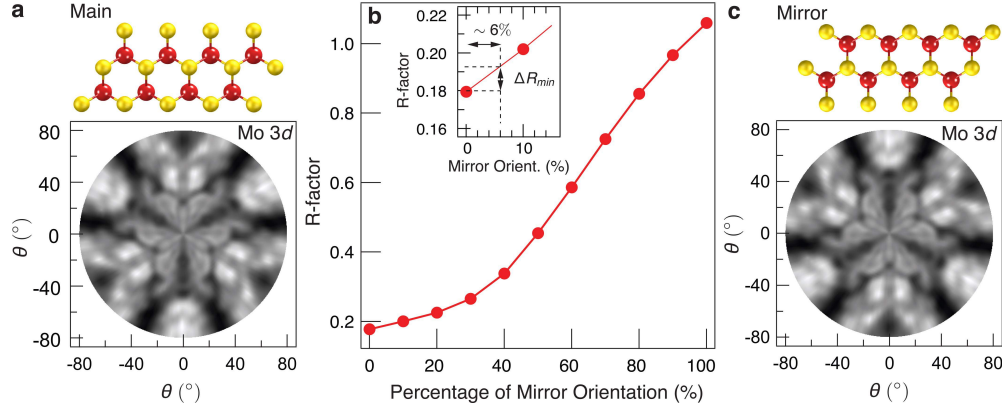 a Main
Mo 3d
80
40
0
-40
-80
θ (°)
-80 -40 0 40 80
θ (°)
b
1.0
0.8
0.6
0.4
0.2
R-factor
0 20 40 60 80 100
Percentage of Mirror Orientation (%)
0.20
0.20
0.18
0.16
R-factor
~ 6%
ΔRmin
0 10
Mirror Orient. (%)
c Mirror
Mo 3d
80
40
0
-40
-80
θ (°)
-80 -40 0 40 80
θ (°)